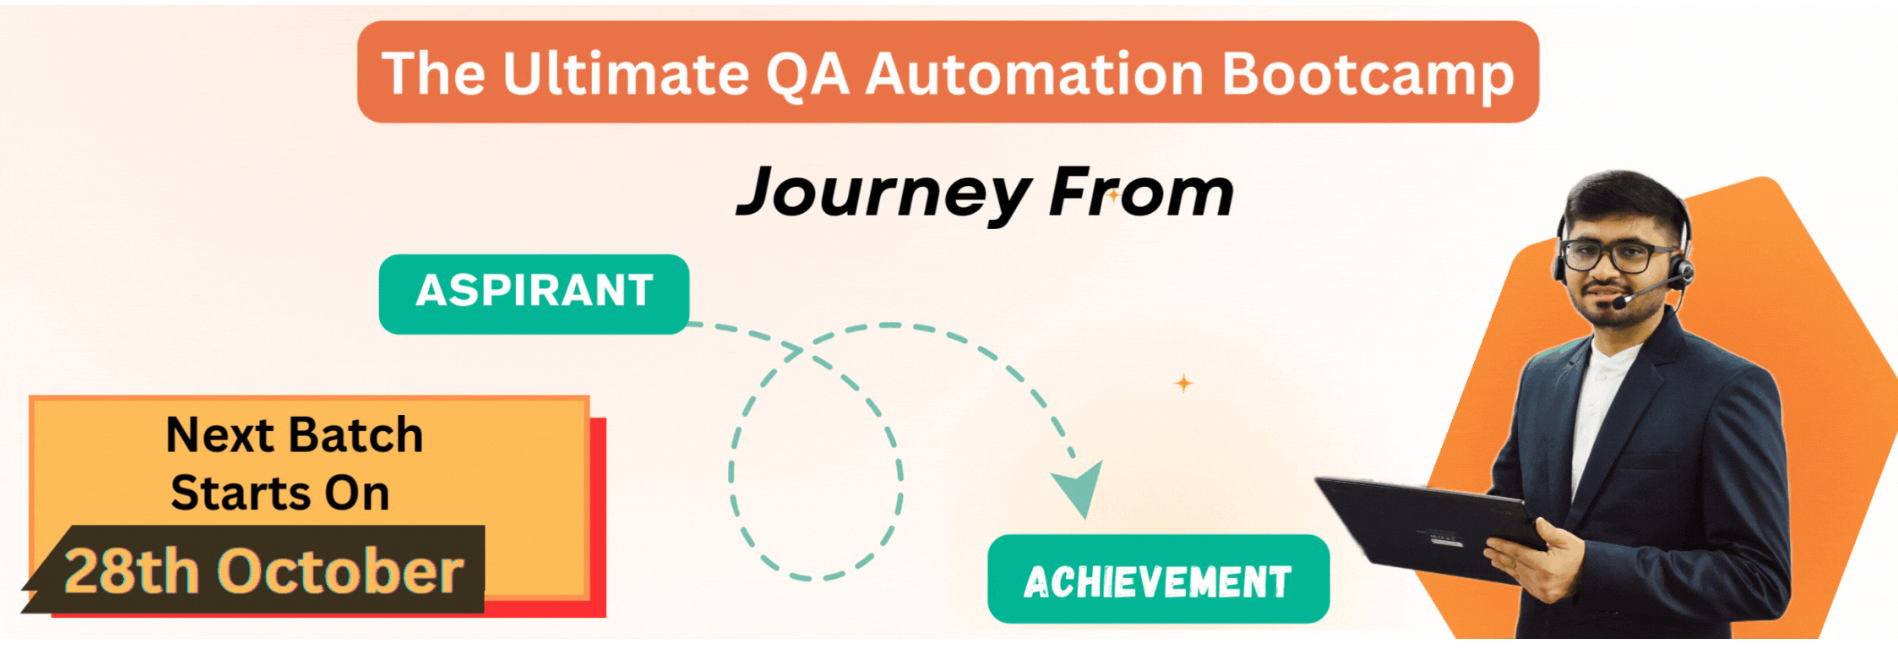 The Ultimate QA Automation Bootcamp
Journey From
ASPIRANT
Next Batch
Starts On
28th October
ACHIEVEMENT